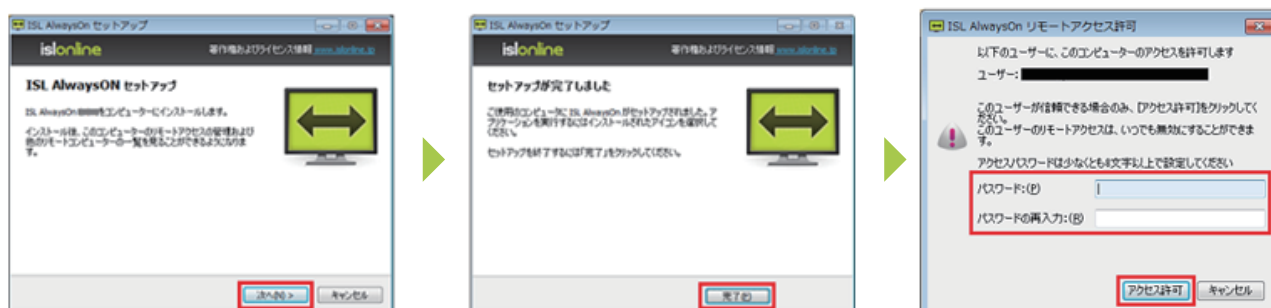 ISL AlwaysOn セットアップ
islonline
著作権およびライセンス情報 www.islonline.jp
ISL AlwaysON セットアップ
ISL AlwaysOn をコンピューターにインストールします。
インストール後、このコンピューターのリモートアクセスの管理および
他のリモートコンピューターの一覧を見ることができるようになりま
す。
次へ(N) >
キャンセル
ISL AlwaysOn セットアップ
islonline
著作権およびライセンス情報 www.islonline.jp
セットアップが完了しました
ご使用のコンピュータに ISL AlwaysOn がセットアップされました。ア
プリケーションを実行するにはインストールされたアイコンを選択して
ください。
セットアップを終了するには「完了」をクリックしてください。
完了(F)
ISL AlwaysOn リモートアクセス許可
以下のユーザーに、このコンピューターのアクセスを許可します
ユーザー:
このユーザーが信頼できる場合のみ、[アクセス許可]をクリックしてく
ださい。
このユーザーのリモートアクセスは、いつでも無効にすることができま
す。
アクセスパスワードは少なくとも4文字以上で設定してください
パスワード:(P)
パスワードの再入力:(R)
アクセス許可
キャンセル